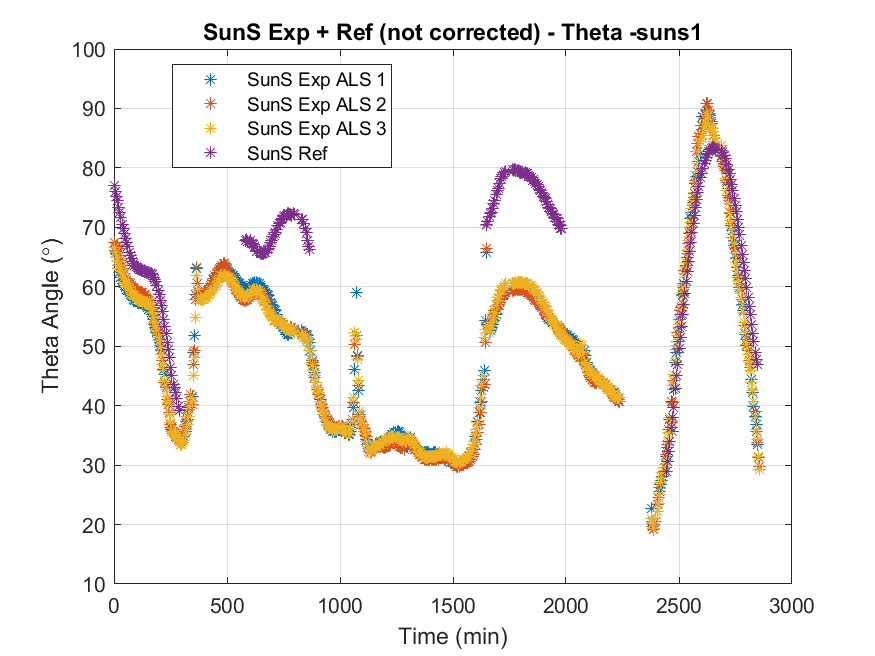 SunS Exp + Ref (not corrected) - Theta -suns1
100
90
80
70
60
50
40
30
20
10
Theta Angle (°)
SunS Exp ALS 1
SunS Exp ALS 2
SunS Exp ALS 3
SunS Ref
0 500 1000 1500 2000 2500 3000
Time (min)